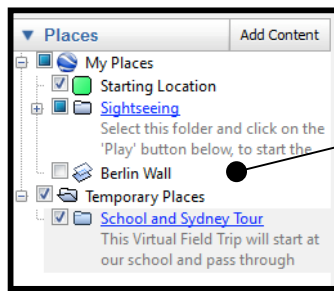 Places
Add Content
My Places
Starting Location
Sightseeing
Select this folder and click on the
'Play' button below, to start the
Berlin Wall
Temporary Places
School and Sydney Tour
This Virtual Field Trip will start at
our school and pass through